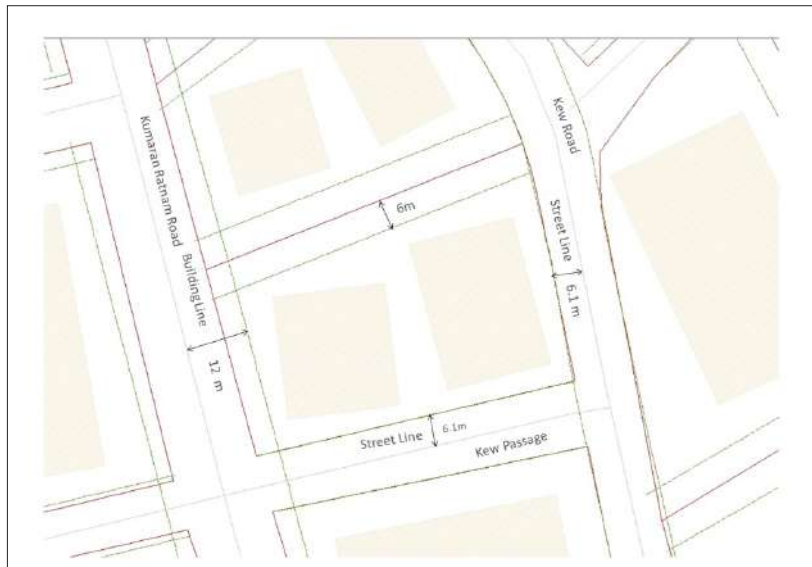 Kew Road
Kumaran Ratnam Road
Building Line
6m
Street Line
6.1 m
12 m
Street Line
6.1m
Kew Passage